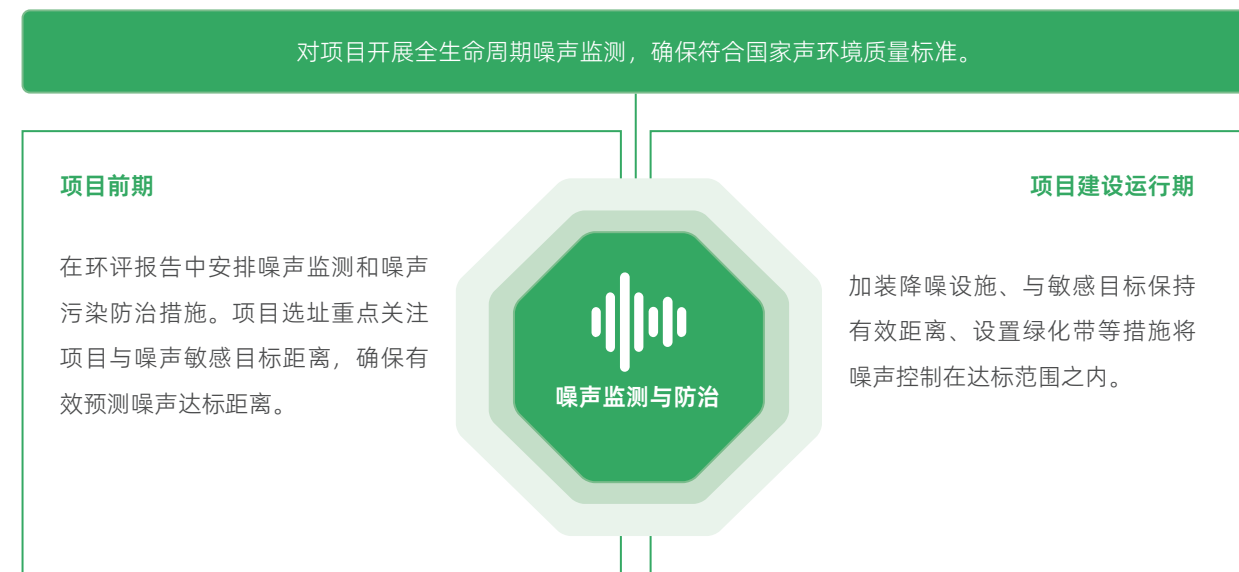 对项目开展全生命周期噪声监测，确保符合国家声环境质量标准。
项目前期
在环评报告中安排噪声监测和噪声
污染防治措施。项目选址重点关注
项目与噪声敏感目标距离，确保有
效预测噪声达标距离。
噪声监测与防治
项目建设运行期
加装降噪设施、与敏感目标保持
有效距离、设置绿化带等措施将
噪声控制在达标范围之内。